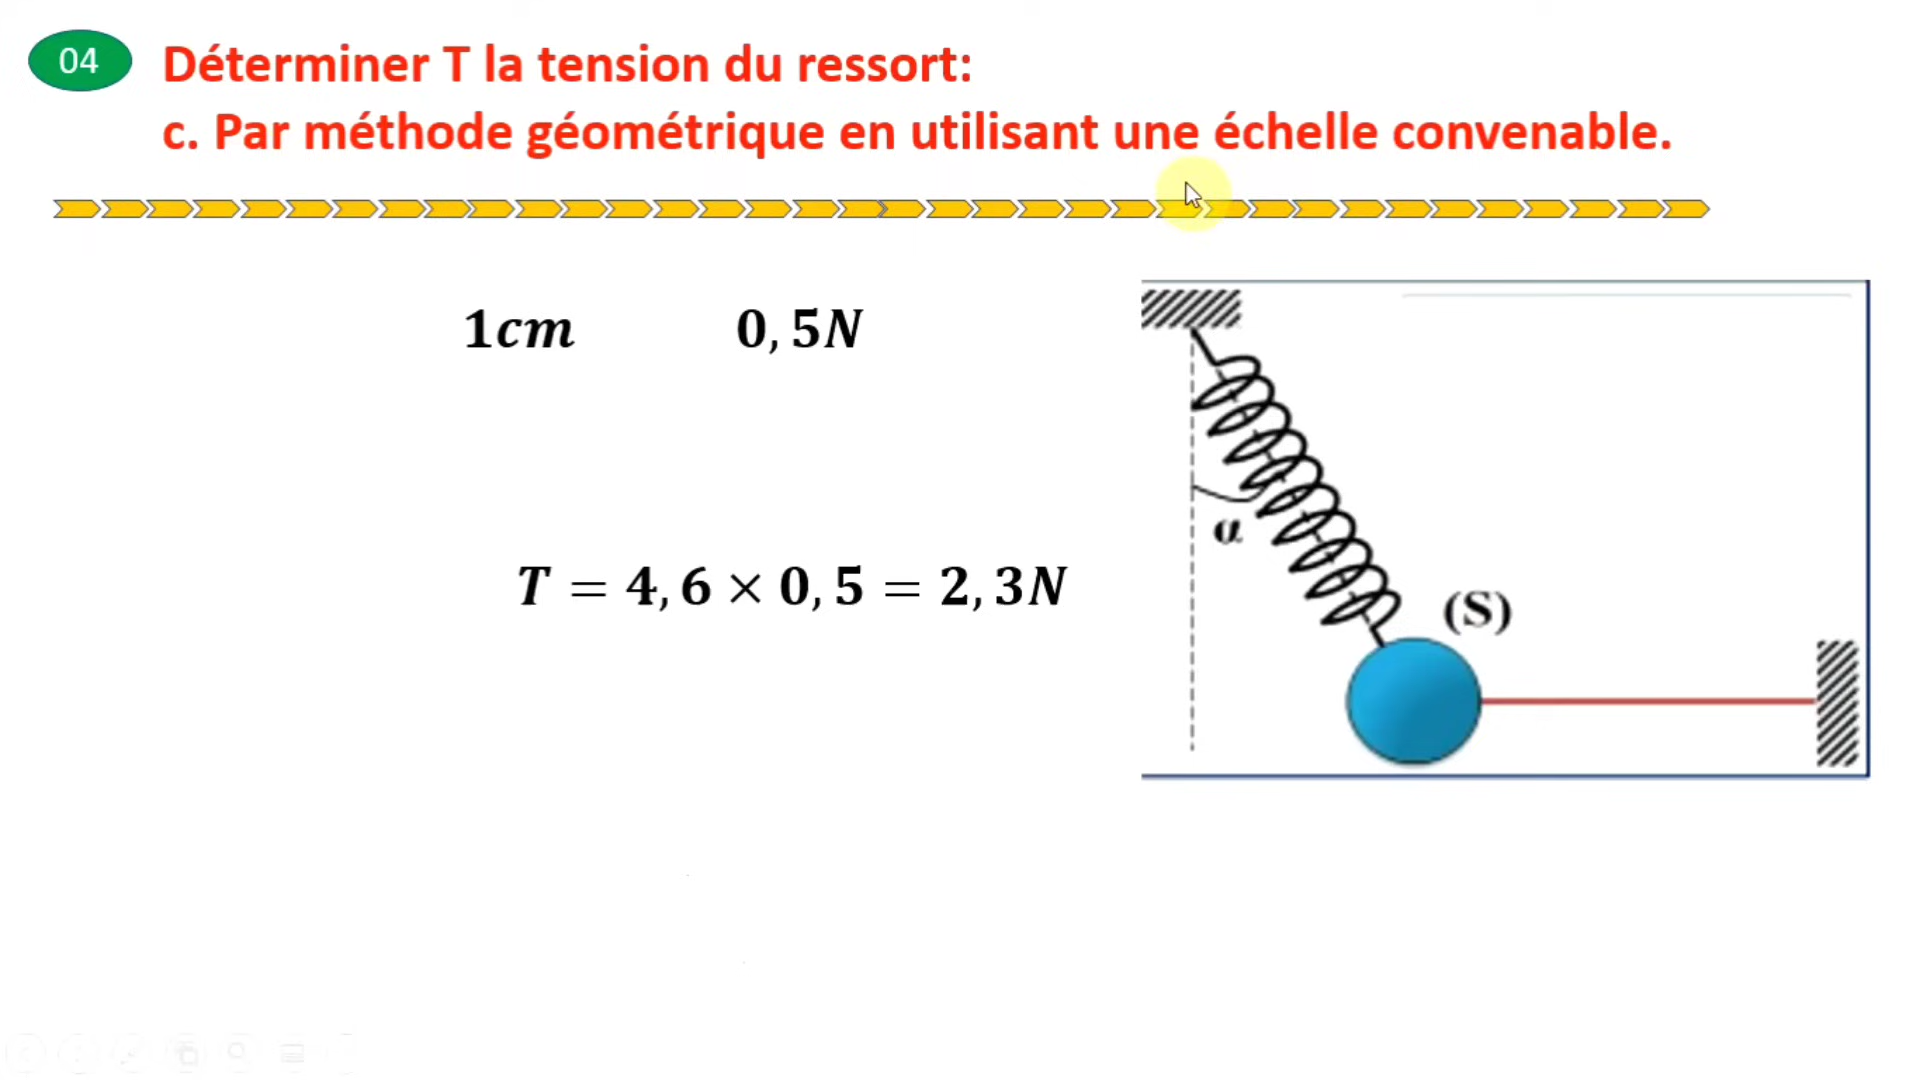 04
Déterminer T la tension du ressort:
c. Par méthode géométrique en utilisant une échelle convenable.
1cm 0,5N
α
T = 4,6 × 0,5 = 2,3N
(S)